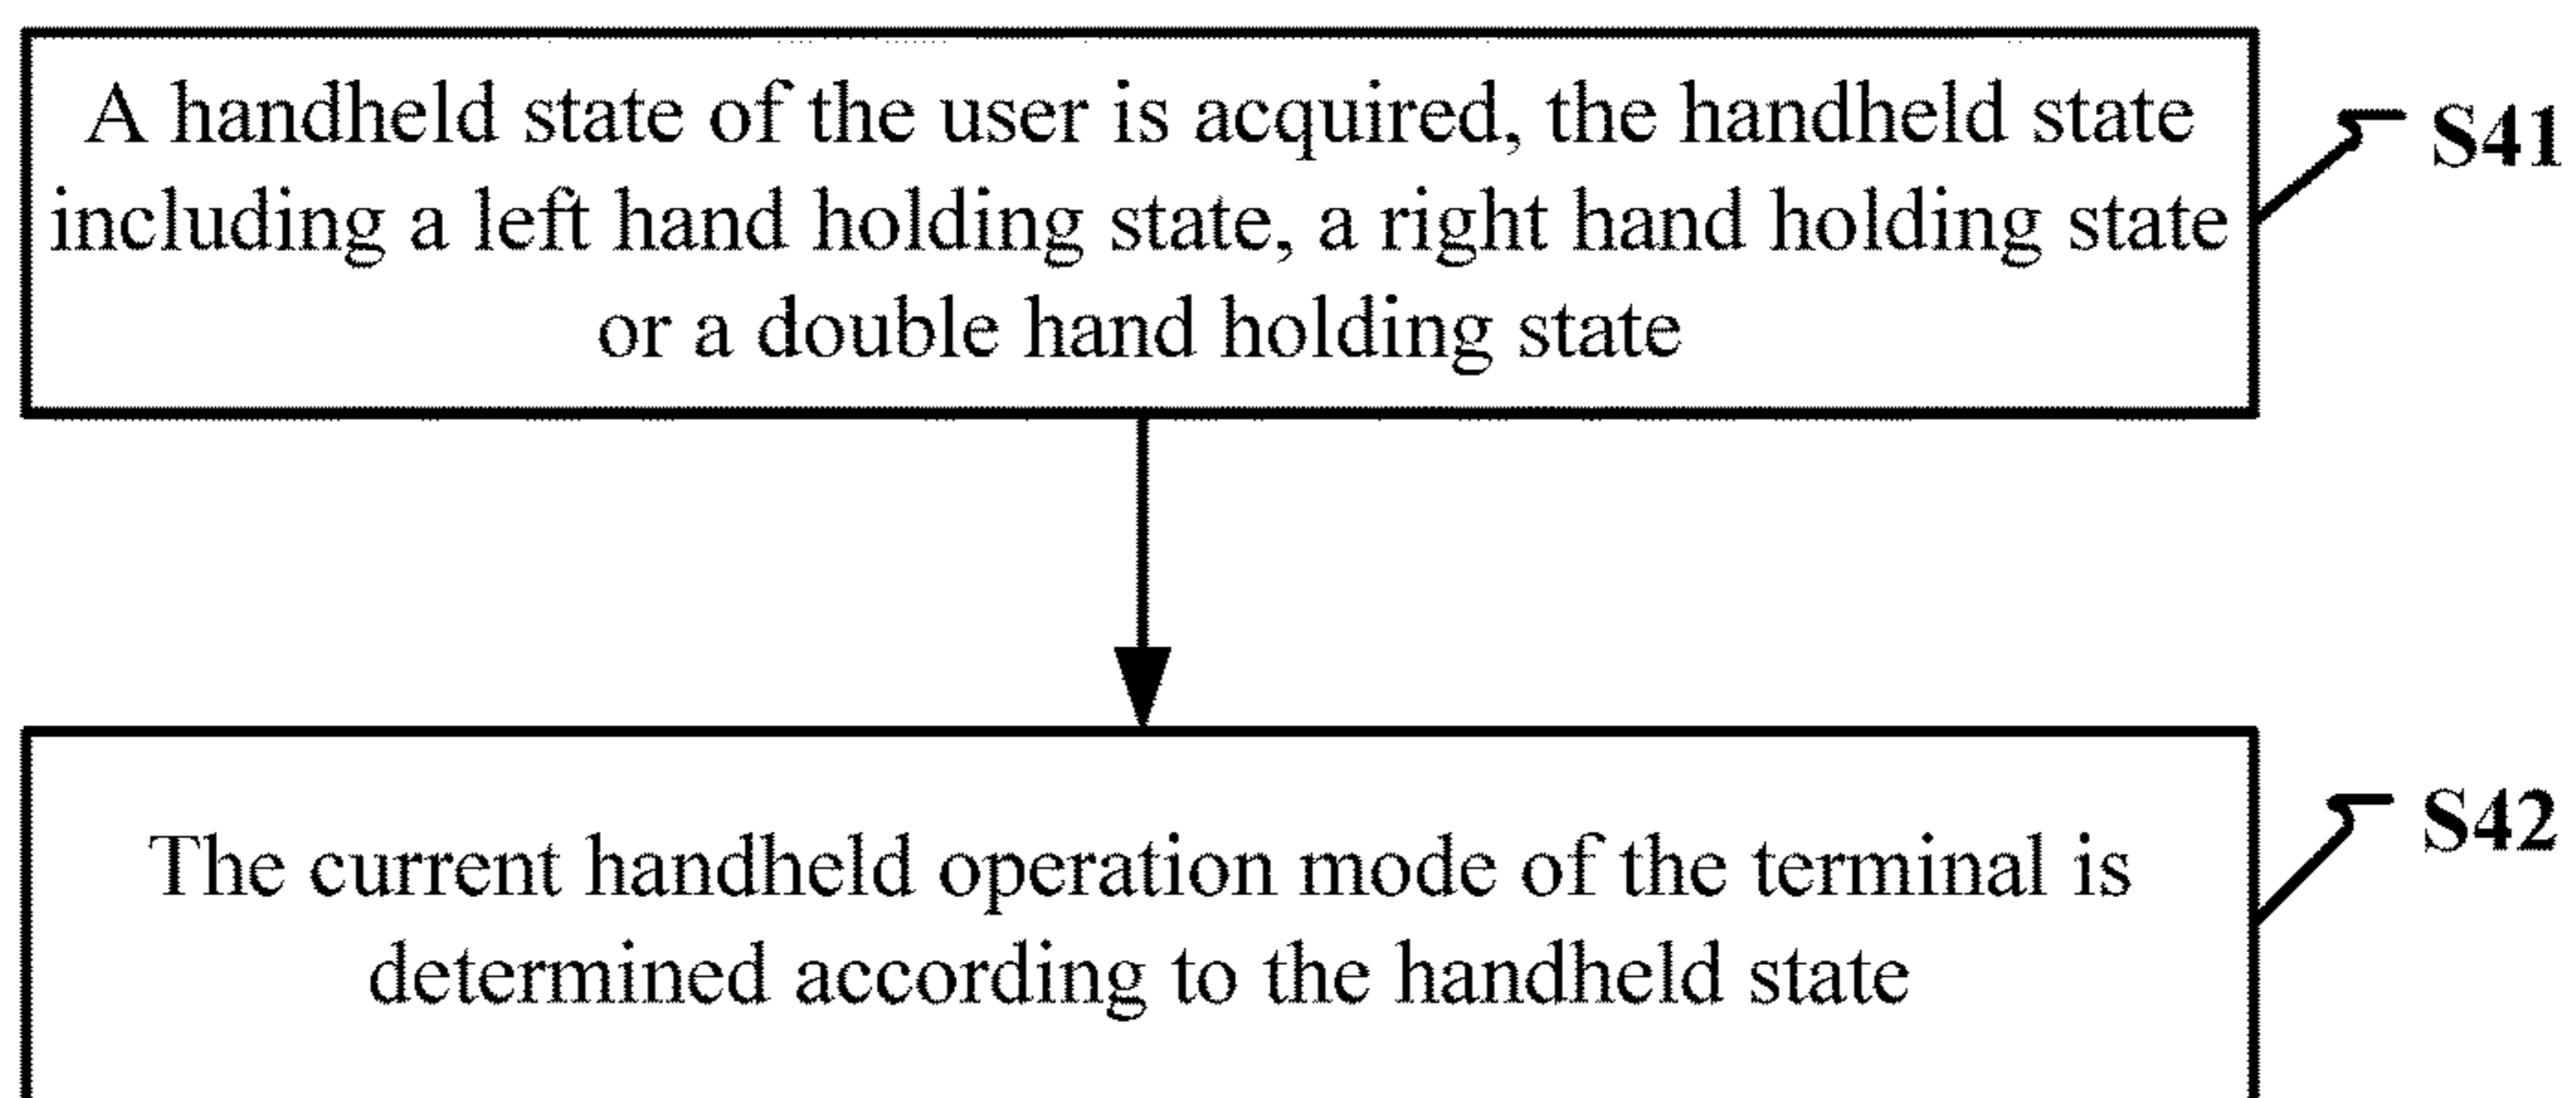 A handheld state of the user is acquired, the handheld state
including a left hand holding state, a right hand holding state
or a double hand holding state
S41
The current handheld operation mode of the terminal is
determined according to the handheld state
S42